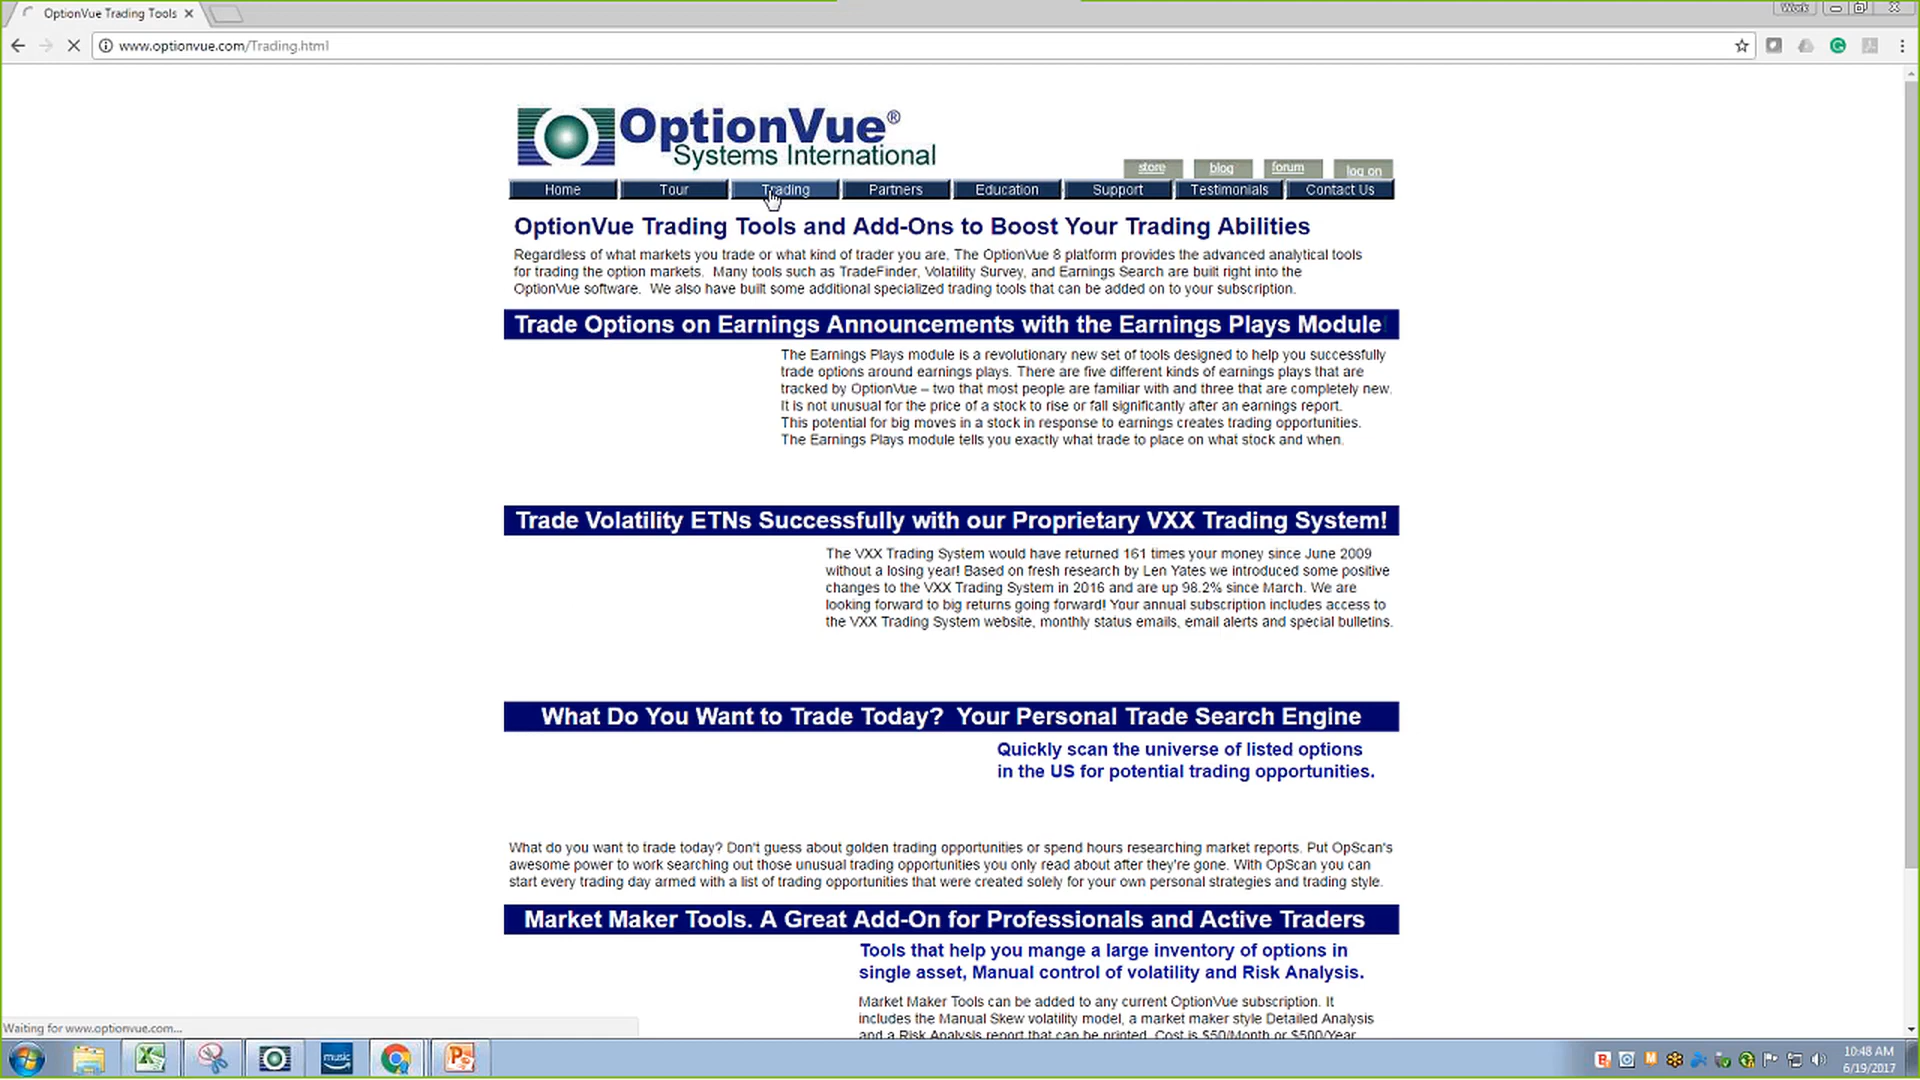 OptionVue Trading Tools
Work
www.optionvue.com/Trading.html
OptionVue®
Systems International
store blog forum log on
Home Tour Trading Partners Education Support Testimonials Contact Us
OptionVue Trading Tools and Add-Ons to Boost Your Trading Abilities
Regardless of what markets you trade or what kind of trader you are, The OptionVue 8 platform provides the advanced analytical tools
for trading the option markets. Many tools such as TradeFinder, Volatility Survey, and Earnings Search are built right into the
OptionVue software. We also have built some additional specialized trading tools that can be added on to your subscription.
Trade Options on Earnings Announcements with the Earnings Plays Module
The Earnings Plays module is a revolutionary new set of tools designed to help you successfully
trade options around earnings plays. There are five different kinds of earnings plays that are
tracked by OptionVue – two that most people are familiar with and three that are completely new.
It is not unusual for the price of a stock to rise or fall significantly after an earnings report.
This potential for big moves in a stock in response to earnings creates trading opportunities.
The Earnings Plays module tells you exactly what trade to place on what stock and when.
Trade Volatility ETNs Successfully with our Proprietary VXX Trading System!
The VXX Trading System would have returned 161 times your money since June 2009
without a losing year! Based on fresh research by Len Yates we introduced some positive
changes to the VXX Trading System in 2016 and are up 98.2% since March. We are
looking forward to big returns going forward! Your annual subscription includes access to
the VXX Trading System website, monthly status emails, email alerts and special bulletins.
What Do You Want to Trade Today? Your Personal Trade Search Engine
Quickly scan the universe of listed options
in the US for potential trading opportunities.
What do you want to trade today? Don't guess about golden trading opportunities or spend hours researching market reports. Put OpScan's
awesome power to work searching out those unusual trading opportunities you only read about after they're gone. With OpScan you can
start every trading day armed with a list of trading opportunities that were created solely for your own personal strategies and trading style.
Market Maker Tools. A Great Add-On for Professionals and Active Traders
Tools that help you mange a large inventory of options in
single asset, Manual control of volatility and Risk Analysis.
Market Maker Tools can be added to any current OptionVue subscription. It
includes the Manual Skew volatility model, a market maker style Detailed Analysis
and a Risk Analysis report that can be printed. Cost is $50/Month or $500/Year
Waiting for www.optionvue.com...
music
10:48 AM
6/19/2017